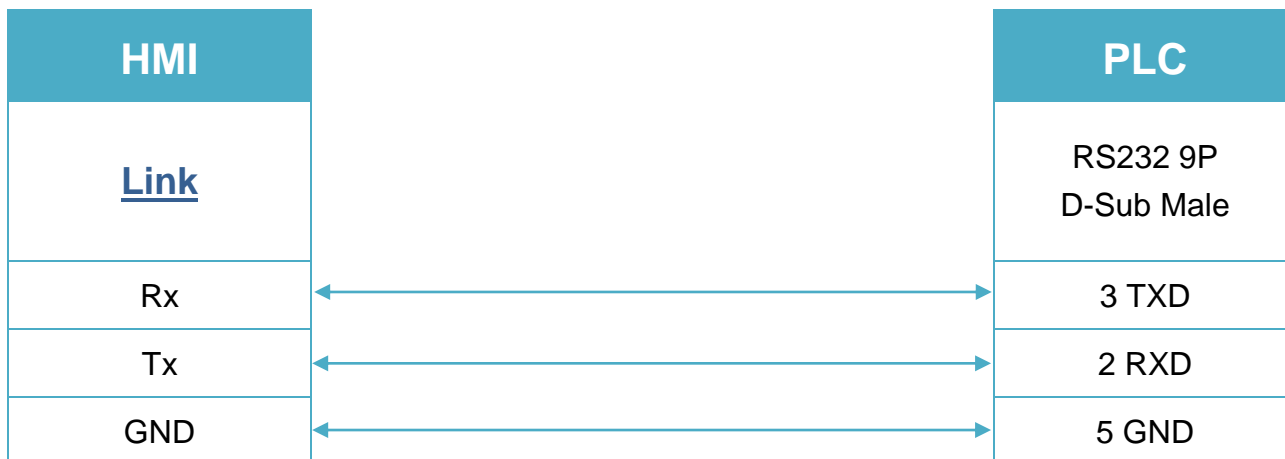 HMI
PLC
Link
RS232 9P
D-Sub Male
Rx
3 TXD
Tx
2 RXD
GND
5 GND